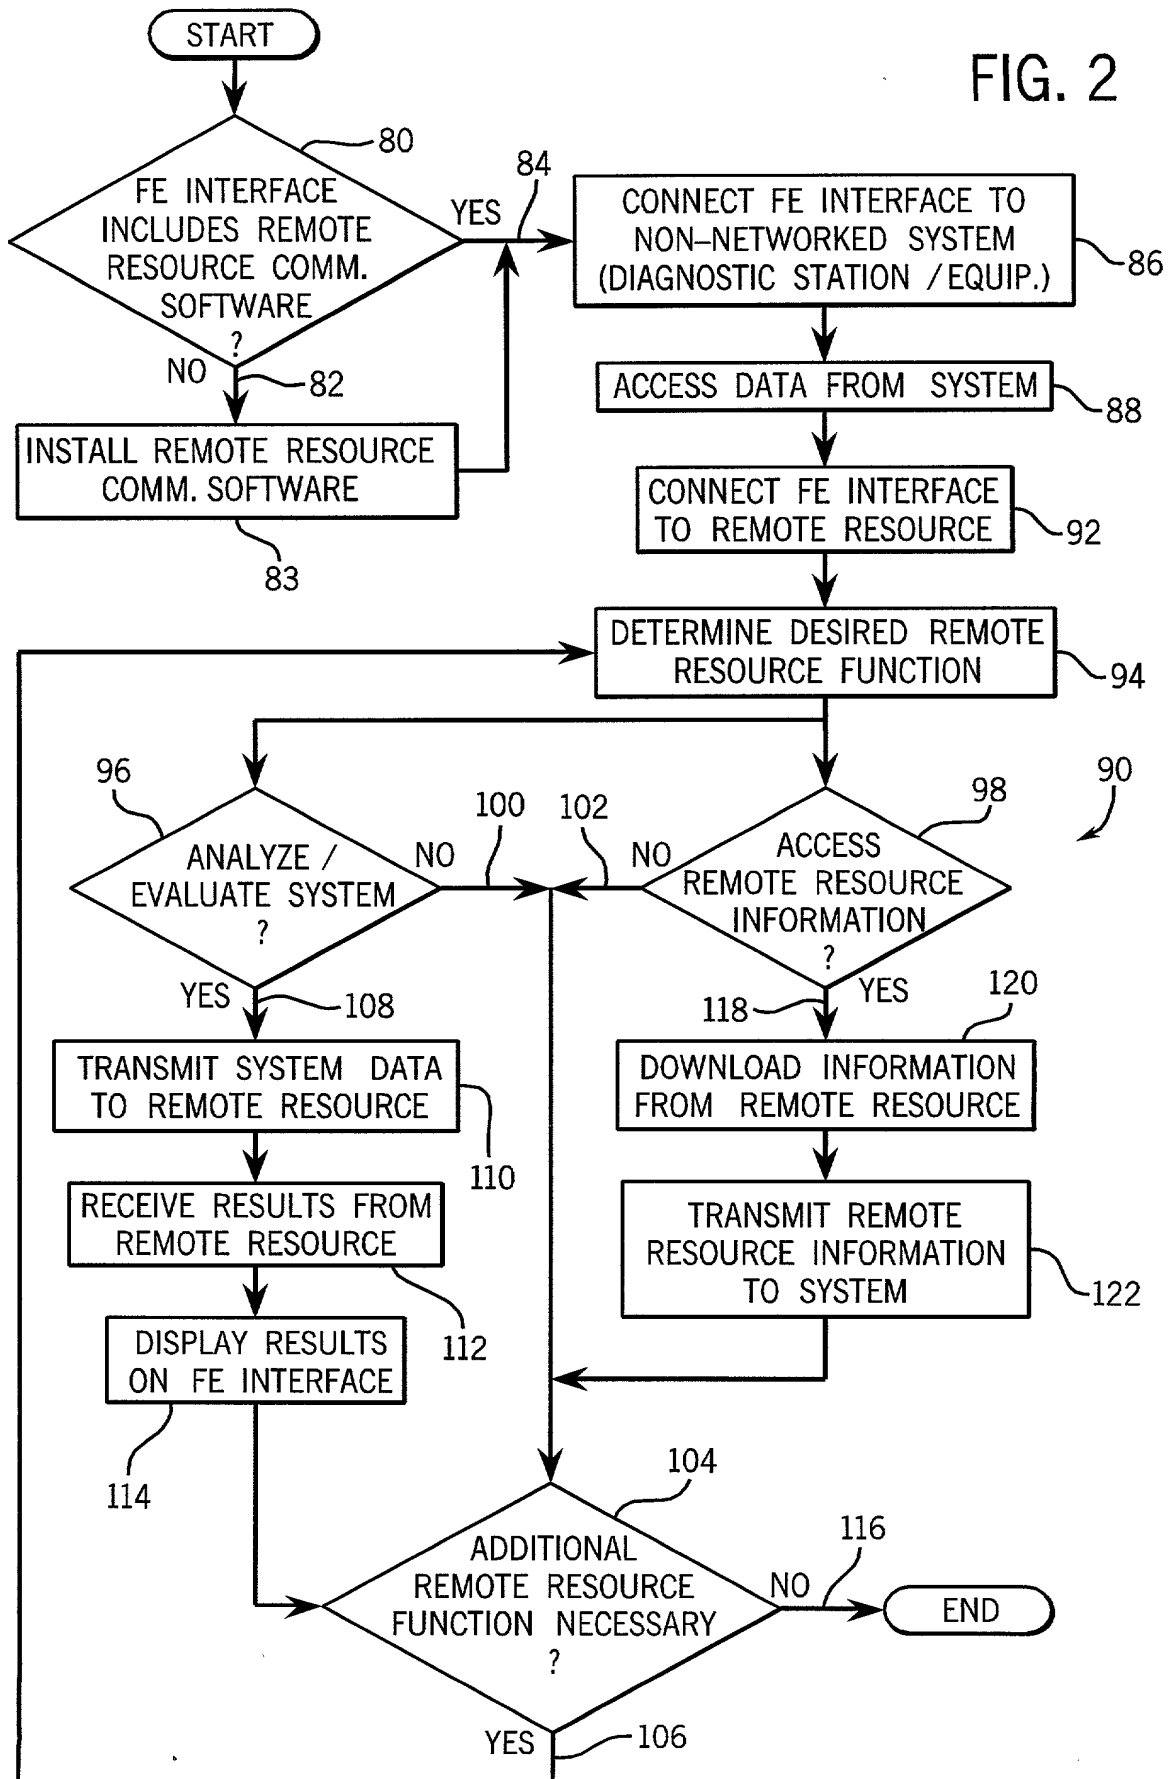 START
FIG. 2
80
FE INTERFACE
INCLUDES REMOTE
RESOURCE COMM.
SOFTWARE
?
YES
84
CONNECT FE INTERFACE TO
NON–NETWORKED SYSTEM
(DIAGNOSTIC STATION /EQUIP.)
86
NO
82
ACCESS DATA FROM SYSTEM
88
INSTALL REMOTE RESOURCE
COMM. SOFTWARE
83
CONNECT FE INTERFACE
TO REMOTE RESOURCE
92
DETERMINE DESIRED REMOTE
RESOURCE FUNCTION
94
96
100
102
98
90
ANALYZE /
EVALUATE SYSTEM
?
NO
NO
ACCESS
REMOTE RESOURCE
INFORMATION
?
YES
108
118
YES
120
TRANSMIT SYSTEM DATA
TO REMOTE RESOURCE
110
DOWNLOAD INFORMATION
FROM REMOTE RESOURCE
RECEIVE RESULTS FROM
REMOTE RESOURCE
112
TRANSMIT REMOTE
RESOURCE INFORMATION
TO SYSTEM
122
DISPLAY RESULTS
ON FE INTERFACE
114
104
ADDITIONAL
REMOTE RESOURCE
FUNCTION NECESSARY
?
NO
116
END
YES
106